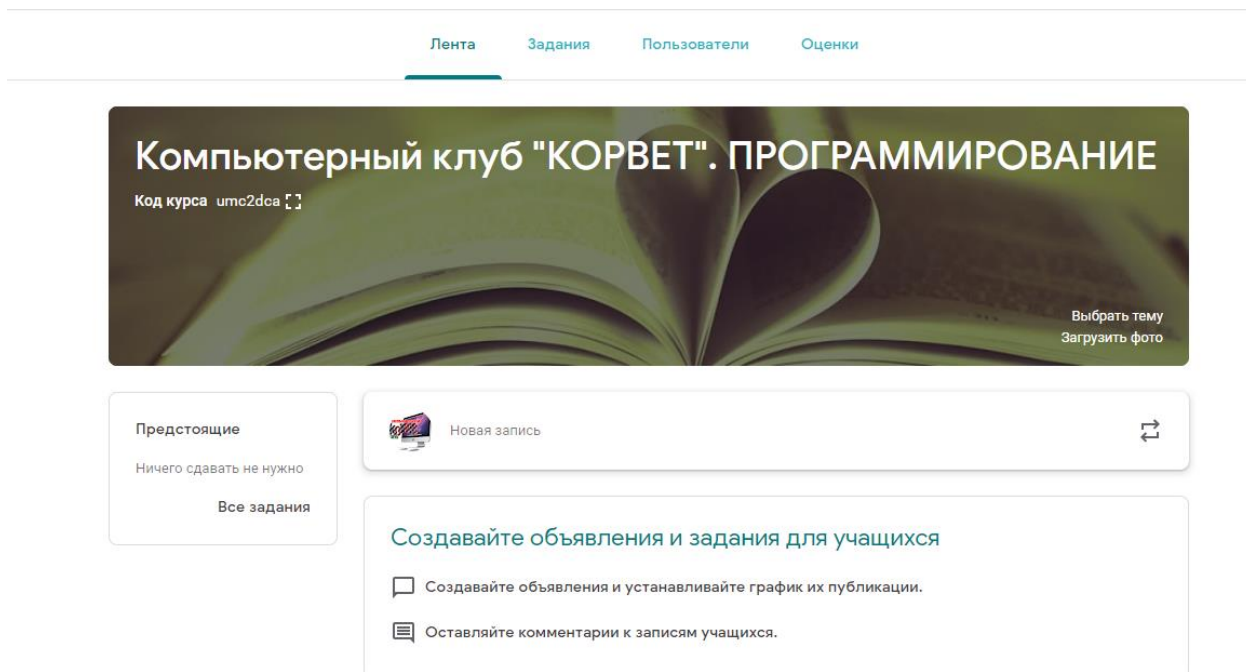 Лента Задания Пользователи Оценки
Компьютерный клуб "КОРВЕТ". ПРОГРАММИРОВАНИЕ
Код курса umc2dca
Выбрать тему
Загрузить фото
Предстоящие
Ничего сдавать не нужно
Все задания
Новая запись
Создавайте объявления и задания для учащихся
Создавайте объявления и устанавливайте график их публикации.
Оставляйте комментарии к записям учащихся.